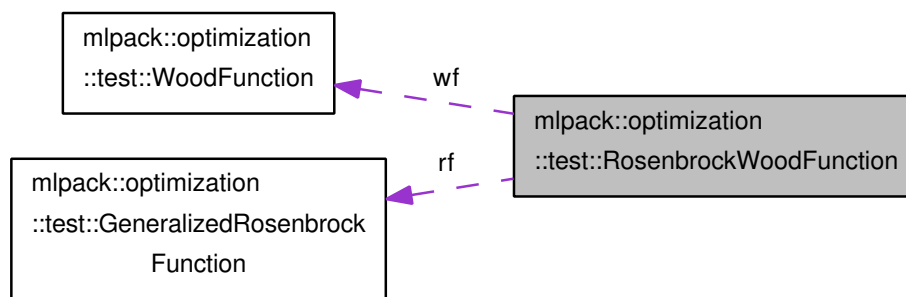 mlpack::optimization
::test::WoodFunction
wf
mlpack::optimization
::test::RosenbrockWoodFunction
rf
mlpack::optimization
::test::GeneralizedRosenbrock
Function